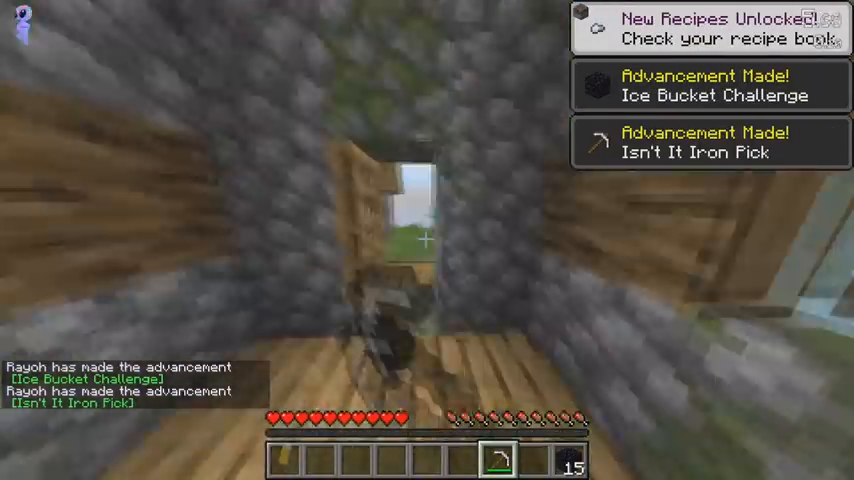 New Recipes Unlocked!
Check your recipe book
Advancement Made!
Ice Bucket Challenge
Advancement Made!
Isn't It Iron Pick
Rayoh has made the advancement
[Ice Bucket Challenge]
Rayoh has made the advancement
[Isn't It Iron Pick]
15